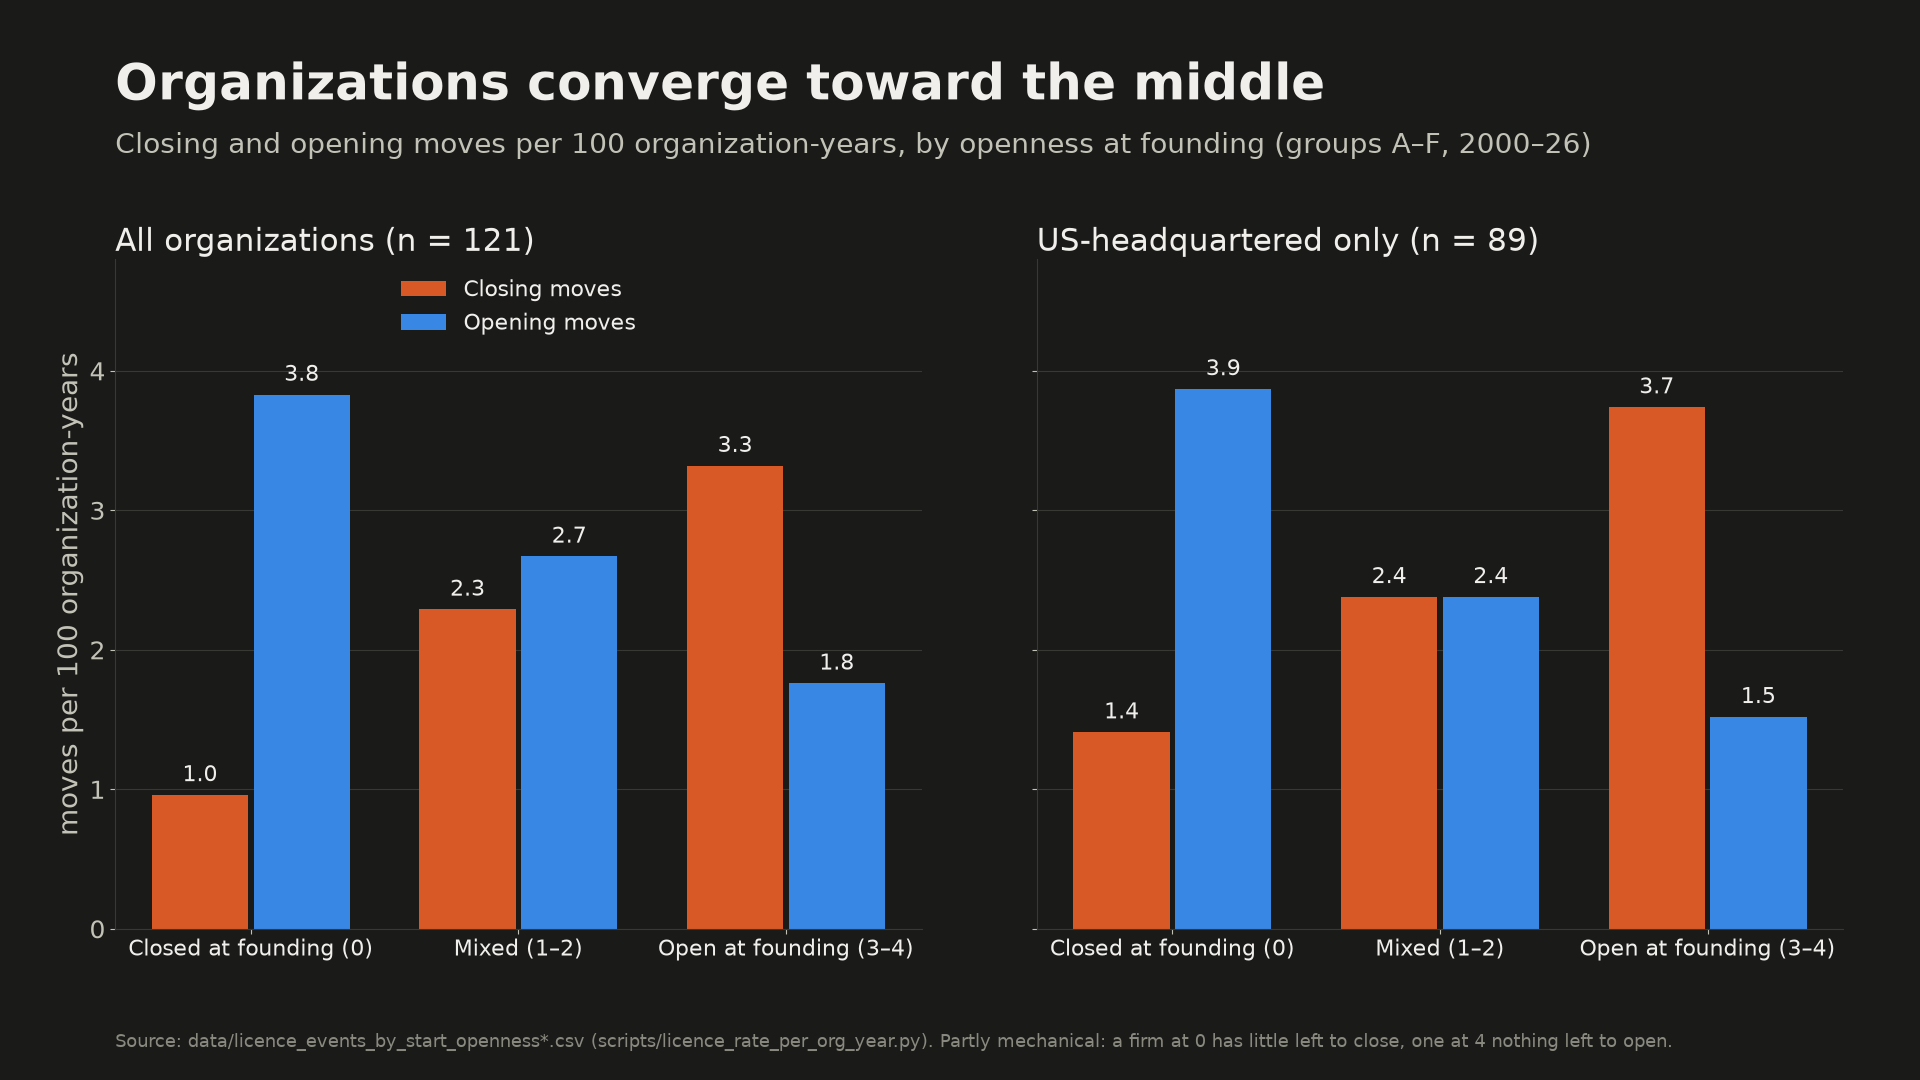 Organizations converge toward the middle
Closing and opening moves per 100 organization-years, by openness at founding (groups A–F, 2000–26)
All organizations (n = 121)
Closing moves
Opening moves
moves per 100 organization-years
4
3
2
1
0
1.0
3.8
2.3
2.7
3.3
1.8
Closed at founding (0)
Mixed (1–2)
Open at founding (3–4)
US-headquartered only (n = 89)
1.4
3.9
2.4
2.4
3.7
1.5
Closed at founding (0)
Mixed (1–2)
Open at founding (3–4)
Source: data/licence_events_by_start_openness*.csv (scripts/licence_rate_per_org_year.py). Partly mechanical: a firm at 0 has little left to close, one at 4 nothing left to open.